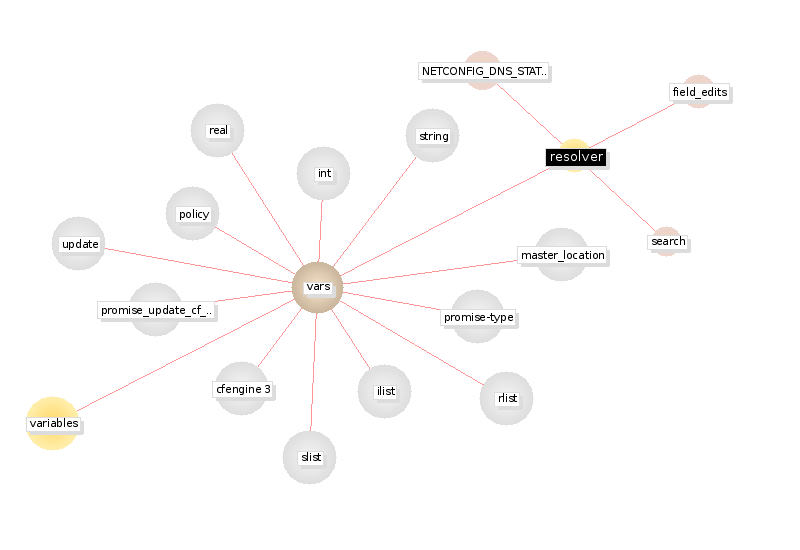 NETCONFIG_DNS_STAT..
field_edits
real
string
resolver
int
policy
update
search
master_location
vars
promise_update_cf_..
promise-type
cfengine 3
ilist
rlist
variables
slist